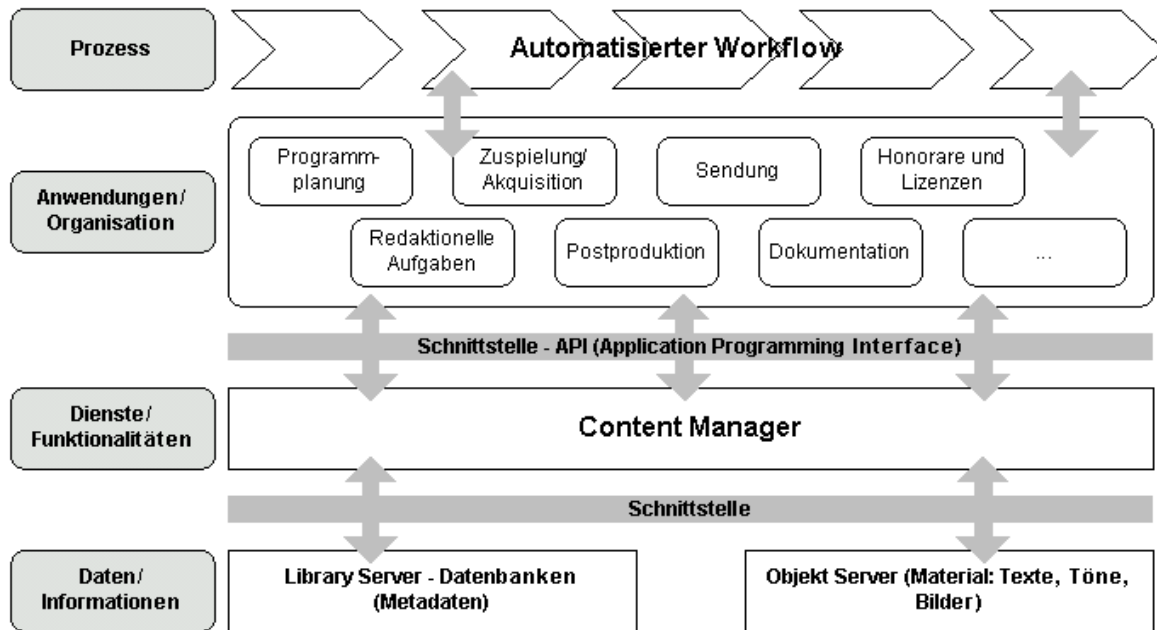 Prozess
Automatisierter Workflow
Anwendungen/
Organisation
Programm-
planung
Zuspielung/
Akquisition
Sendung
Honorare und
Lizenzen
Redaktionelle
Aufgaben
Postproduktion
Dokumentation
...
Schnittstelle - API (Application Programming Interface)
Dienste/
Funktionalitäten
Content Manager
Schnittstelle
Daten/
Informationen
Library Server - Datenbanken
(Metadaten)
Objekt Server (Material: Texte, Töne,
Bilder)